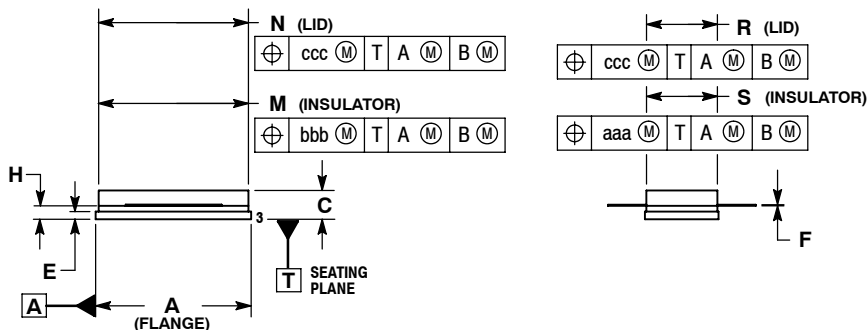 N (LID)
⌖ ccc Ⓜ T A Ⓜ B Ⓜ
M (INSULATOR)
⌖ bbb Ⓜ T A Ⓜ B Ⓜ
R (LID)
⌖ ccc Ⓜ T A Ⓜ B Ⓜ
S (INSULATOR)
⌖ aaa Ⓜ T A Ⓜ B Ⓜ
H
C
3
E
F
T SEATING
PLANE
A
A
(FLANGE)